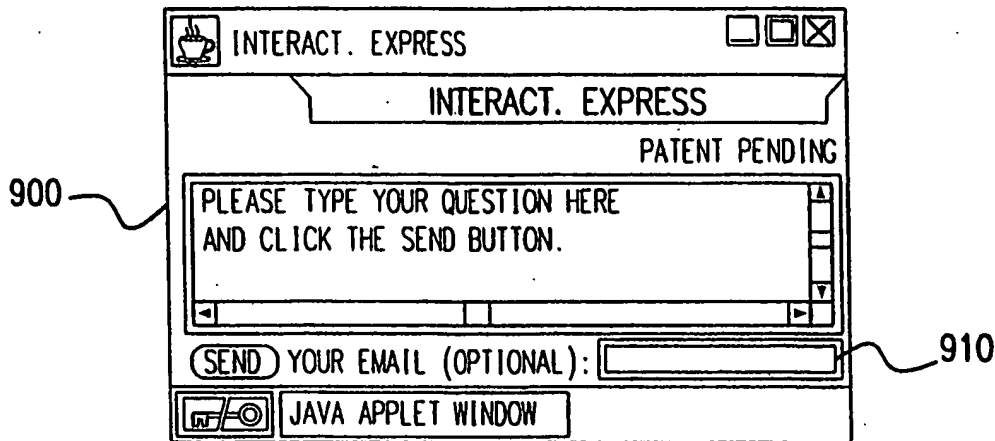 INTERACT. EXPRESS
INTERACT. EXPRESS
PATENT PENDING
900
PLEASE TYPE YOUR QUESTION HERE
AND CLICK THE SEND BUTTON.
SEND YOUR EMAIL (OPTIONAL):
910
JAVA APPLET WINDOW